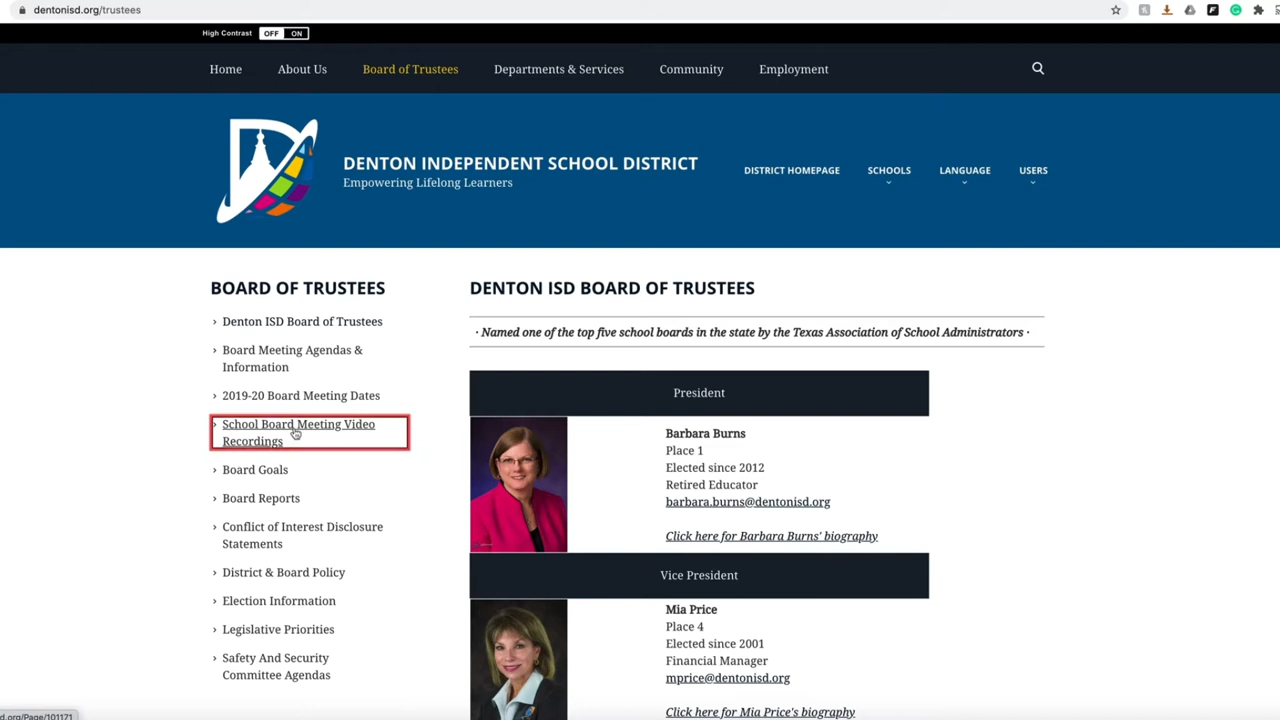 dentonisd.org/trustees
High Contrast OFF ON
Home About Us Board of Trustees Departments & Services Community Employment
DENTON INDEPENDENT SCHOOL DISTRICT
Empowering Lifelong Learners
DISTRICT HOMEPAGE SCHOOLS LANGUAGE USERS
BOARD OF TRUSTEES
› Denton ISD Board of Trustees
› Board Meeting Agendas &
Information
› 2019-20 Board Meeting Dates
› School Board Meeting Video
Recordings
› Board Goals
› Board Reports
› Conflict of Interest Disclosure
Statements
› District & Board Policy
› Election Information
› Legislative Priorities
› Safety And Security
Committee Agendas
DENTON ISD BOARD OF TRUSTEES
· Named one of the top five school boards in the state by the Texas Association of School Administrators ·
President
Barbara Burns
Place 1
Elected since 2012
Retired Educator
barbara.burns@dentonisd.org
Click here for Barbara Burns' biography
Vice President
Mia Price
Place 4
Elected since 2001
Financial Manager
mprice@dentonisd.org
Click here for Mia Price's biography
d.org/Page/101171